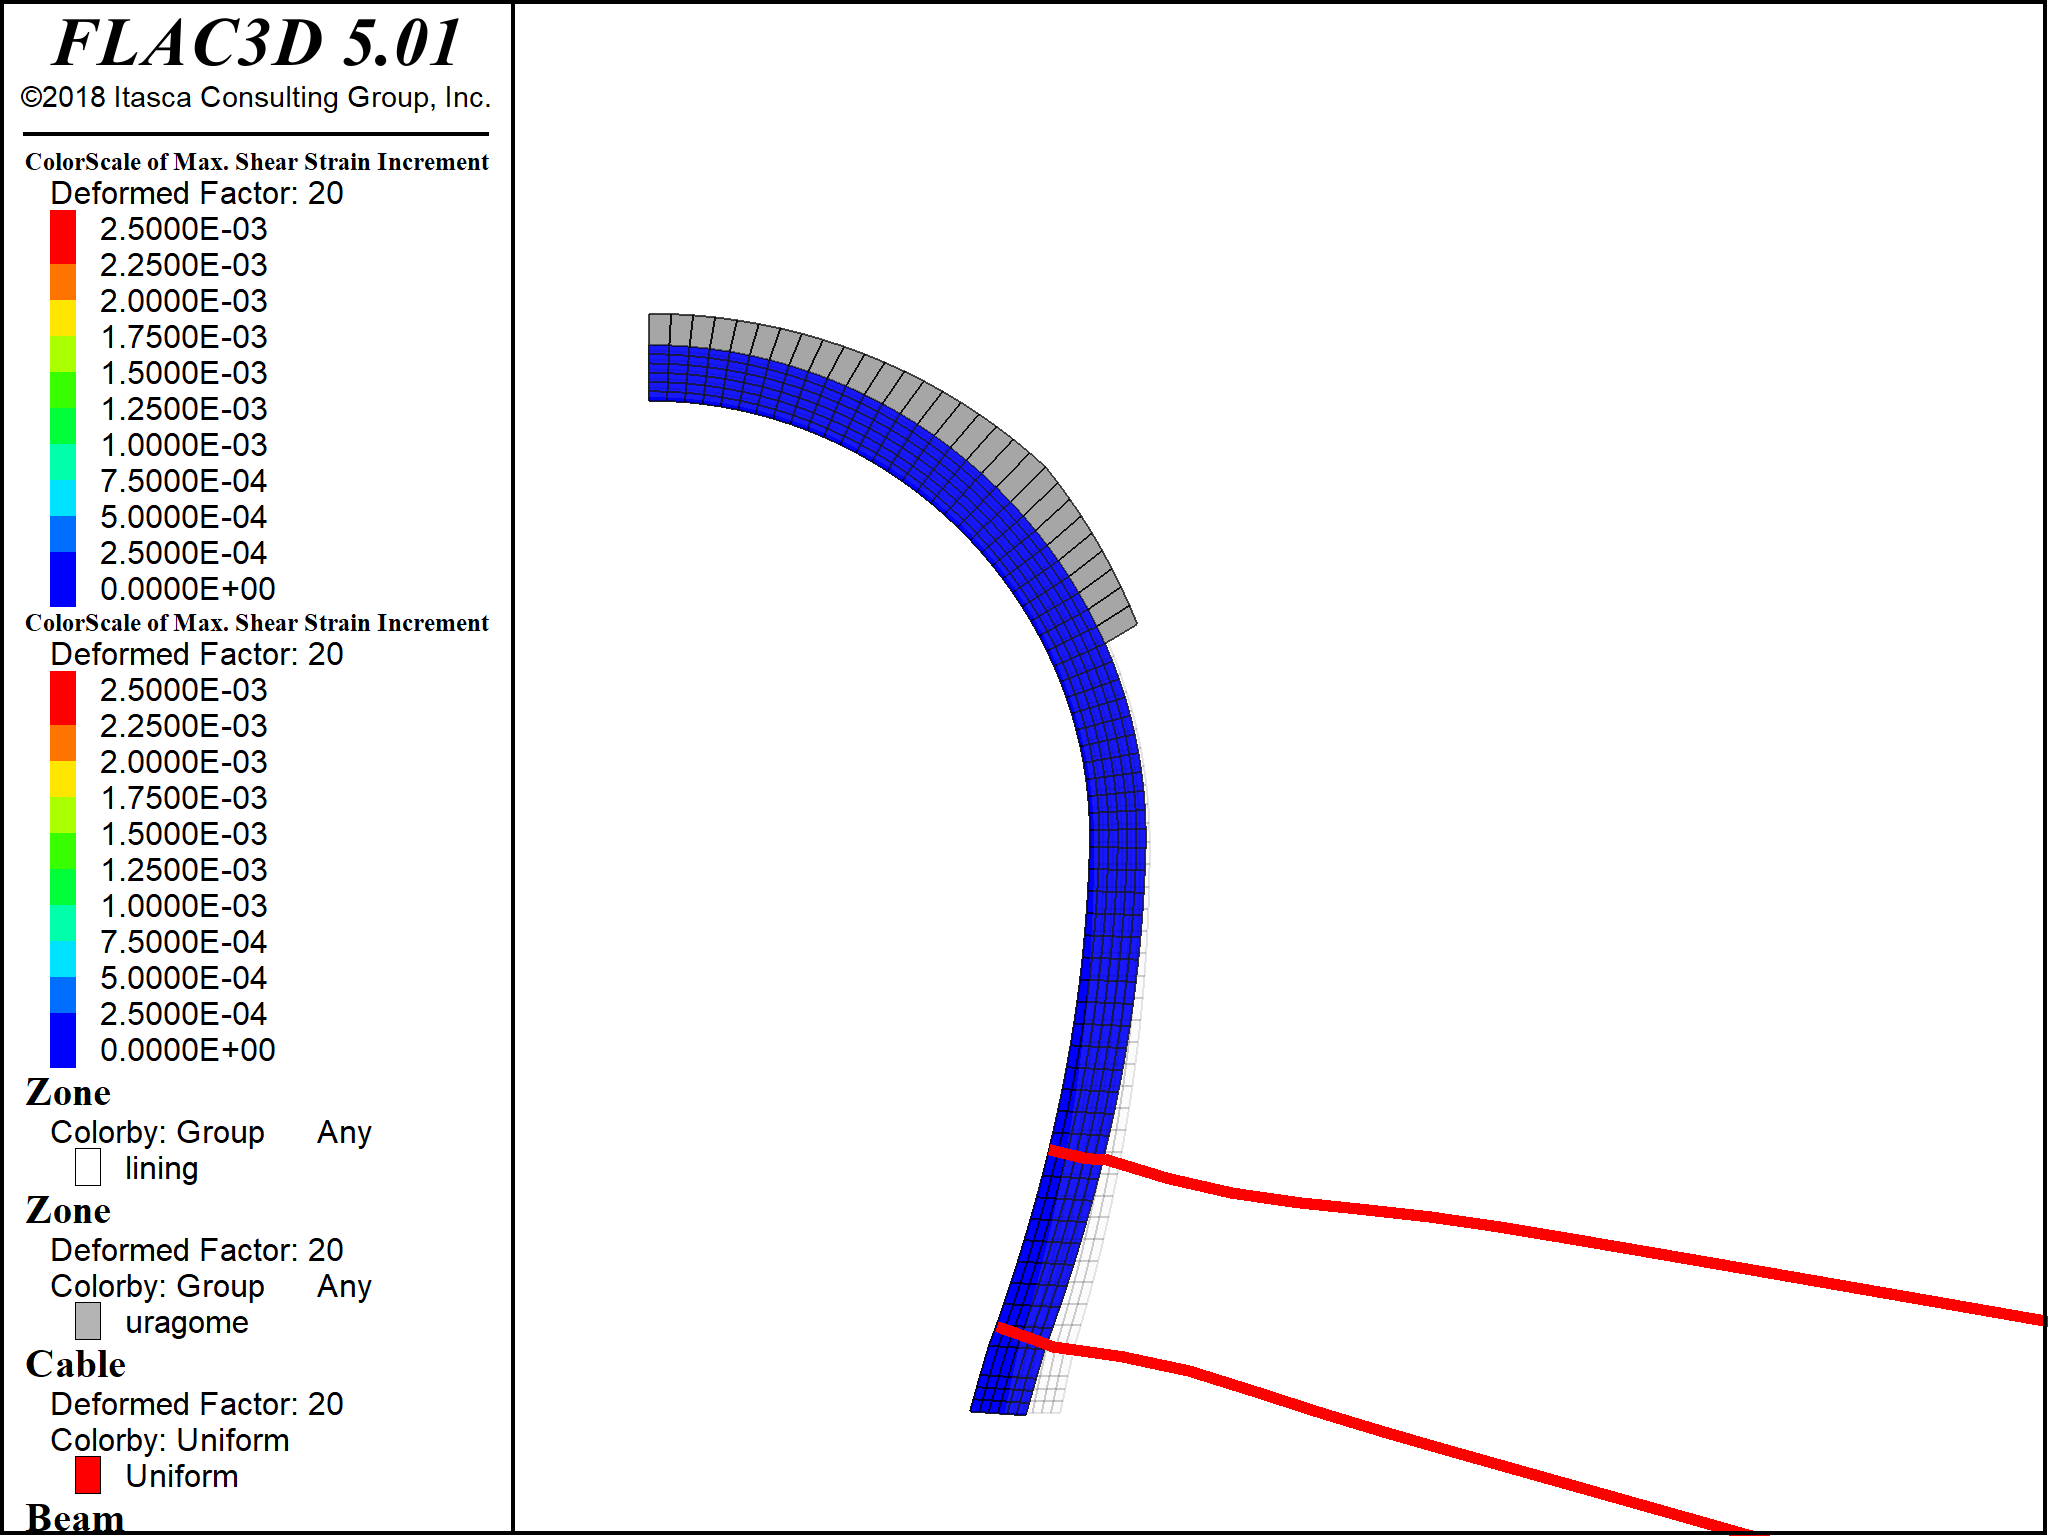 FLAC3D 5.01
©2018 Itasca Consulting Group, Inc.
ColorScale of Max. Shear Strain Increment
Deformed Factor: 20
2.5000E-03
2.2500E-03
2.0000E-03
1.7500E-03
1.5000E-03
1.2500E-03
1.0000E-03
7.5000E-04
5.0000E-04
2.5000E-04
0.0000E+00
ColorScale of Max. Shear Strain Increment
Deformed Factor: 20
2.5000E-03
2.2500E-03
2.0000E-03
1.7500E-03
1.5000E-03
1.2500E-03
1.0000E-03
7.5000E-04
5.0000E-04
2.5000E-04
0.0000E+00
Zone
Colorby: Group Any
lining
Zone
Deformed Factor: 20
Colorby: Group Any
uragome
Cable
Deformed Factor: 20
Colorby: Uniform
Uniform
Beam